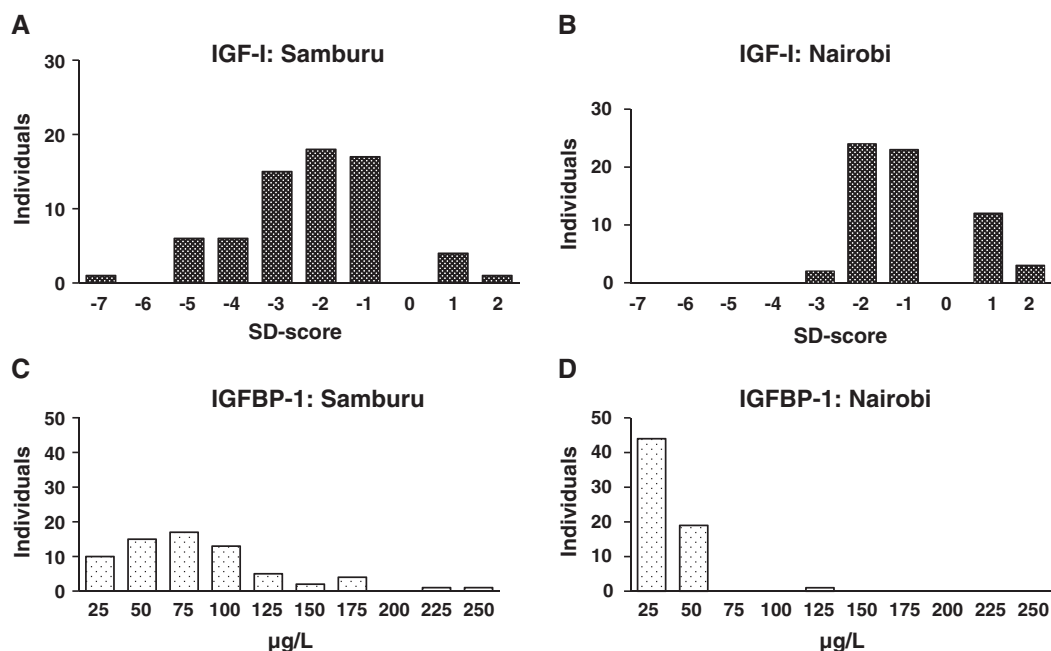 A
IGF-I: Samburu
30
20
10
0
Individuals
-7 -6 -5 -4 -3 -2 -1 0 1 2
SD-score
B
IGF-I: Nairobi
30
20
10
0
Individuals
-7 -6 -5 -4 -3 -2 -1 0 1 2
SD-score
C
IGFBP-1: Samburu
50
40
30
20
10
0
Individuals
25 50 75 100 125 150 175 200 225 250
µg/L
D
IGFBP-1: Nairobi
50
40
30
20
10
0
Individuals
25 50 75 100 125 150 175 200 225 250
µg/L